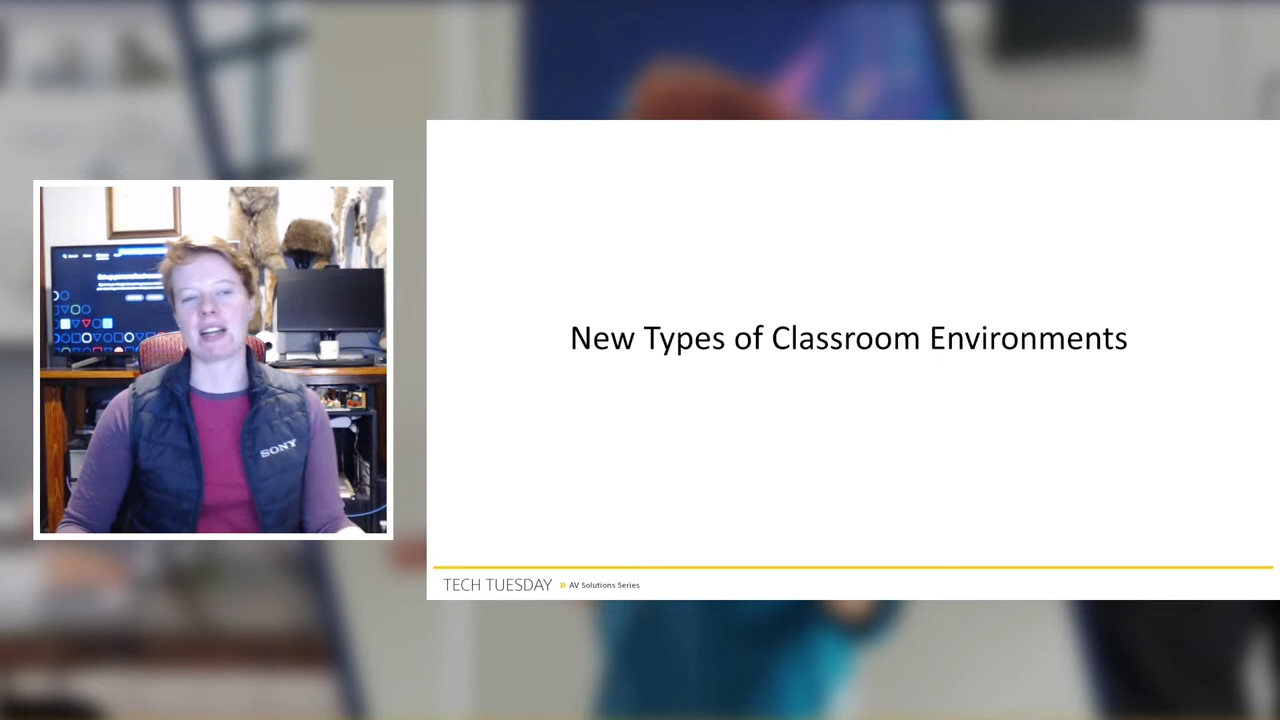 SONY
New Types of Classroom Environments
TECH TUESDAY » AV Solutions Series